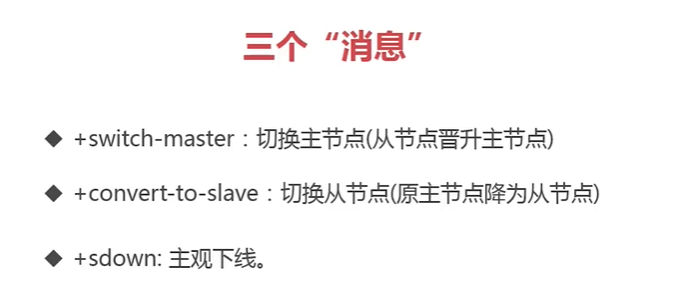 三个“消息”
◆ +switch-master：切换主节点(从节点晋升主节点)
◆ +convert-to-slave：切换从节点(原主节点降为从节点)
◆ +sdown: 主观下线。